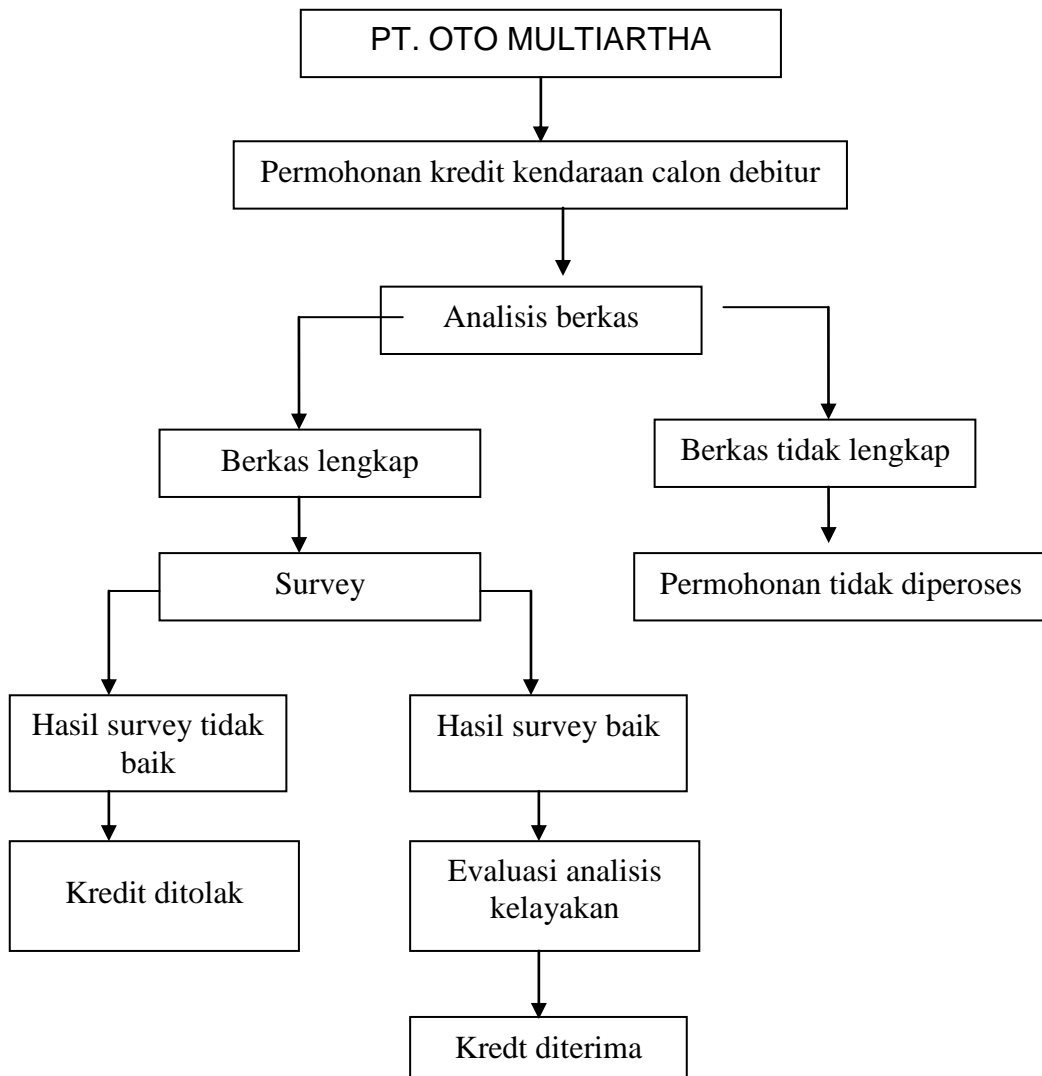 PT. OTO MULTIARTHA
Permohonan kredit kendaraan calon debitur
Analisis berkas
Berkas lengkap
Berkas tidak lengkap
Survey
Permohonan tidak diperoses
Hasil survey tidak
baik
Hasil survey baik
Kredit ditolak
Evaluasi analisis
kelayakan
Kredt diterima